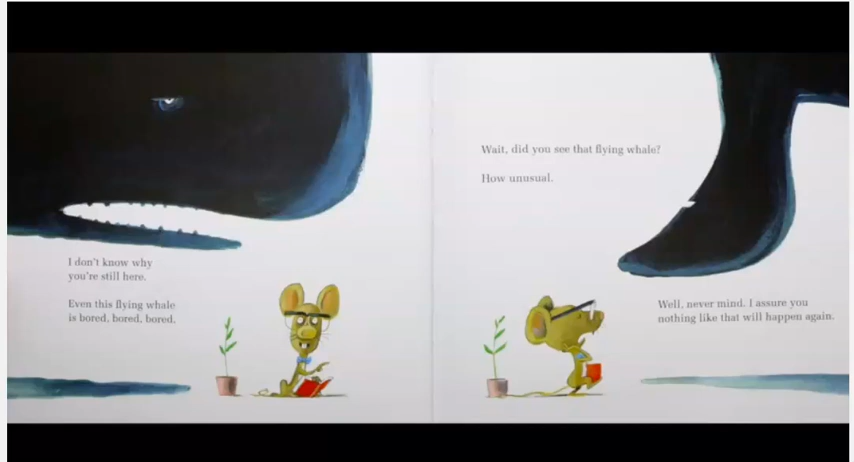 I don't know why
you're still here.
Even this flying whale
is bored, bored, bored.
Wait, did you see that flying whale?
How unusual.
Well, never mind. I assure you
nothing like that will happen again.